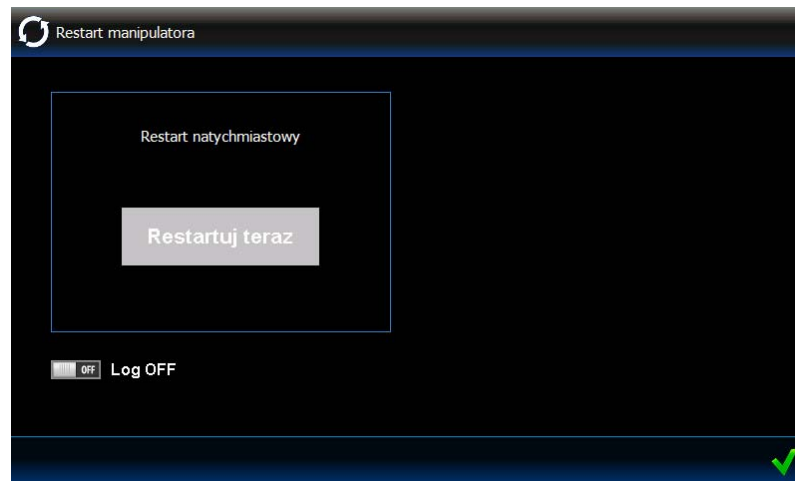 Restart manipulatora
Restart natychmiastowy
Restartuj teraz
OFF Log OFF